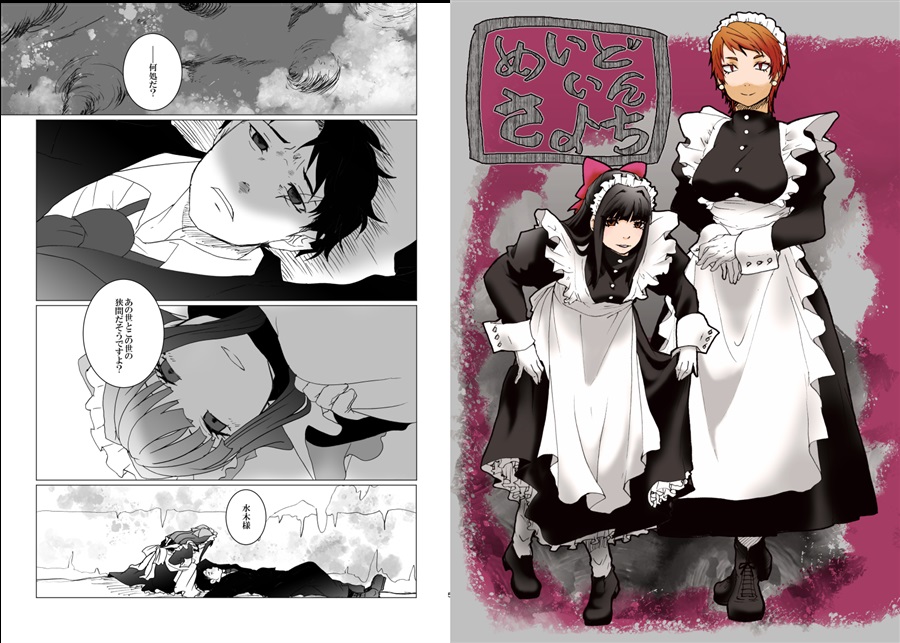 めいど
いん
きよち
――何処だ?
あの世とこの世の
狭間だそうですよ?
水木様